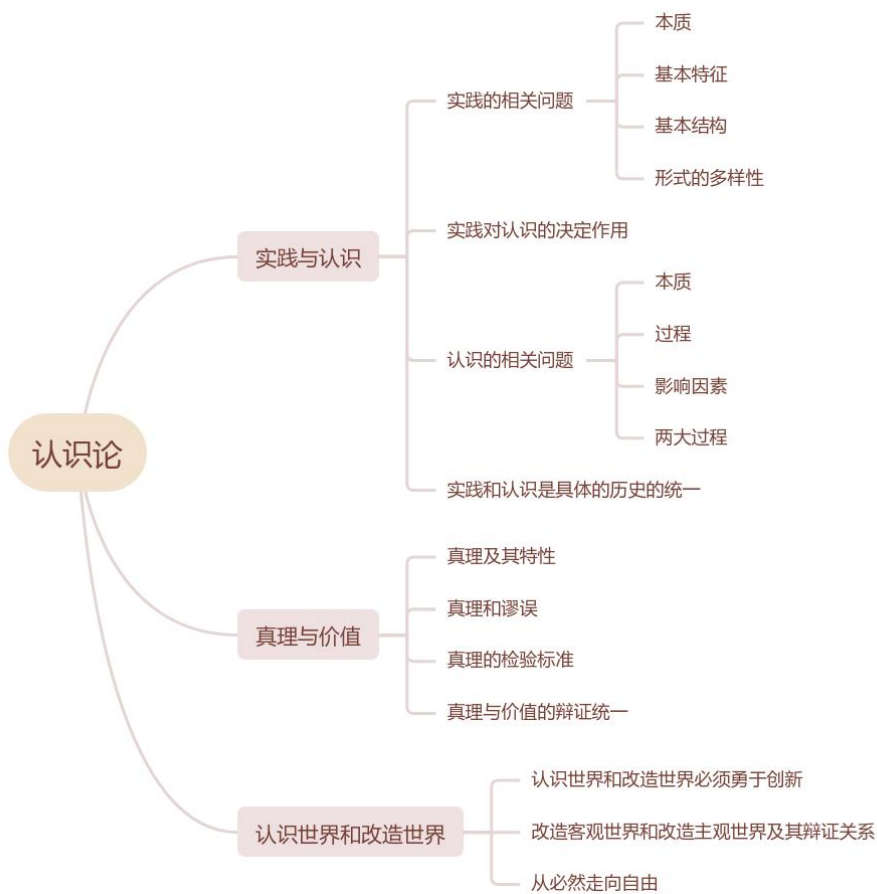 认识论
实践与认识
实践的相关问题
本质
基本特征
基本结构
形式的多样性
实践对认识的决定作用
认识的相关问题
本质
过程
影响因素
两大过程
实践和认识是具体的历史的统一
真理与价值
真理及其特性
真理和谬误
真理的检验标准
真理与价值的辩证统一
认识世界和改造世界
认识世界和改造世界必须勇于创新
改造客观世界和改造主观世界及其辩证关系
从必然走向自由